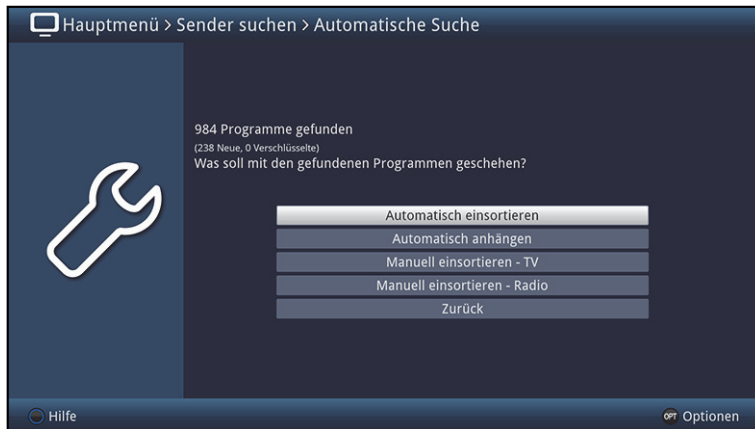 Hauptmenü > Sender suchen > Automatische Suche
984 Programme gefunden
(238 Neue, 0 Verschlüsselte)
Was soll mit den gefundenen Programmen geschehen?
Automatisch einsortieren
Automatisch anhängen
Manuell einsortieren - TV
Manuell einsortieren - Radio
Zurück
Hilfe
OPT Optionen